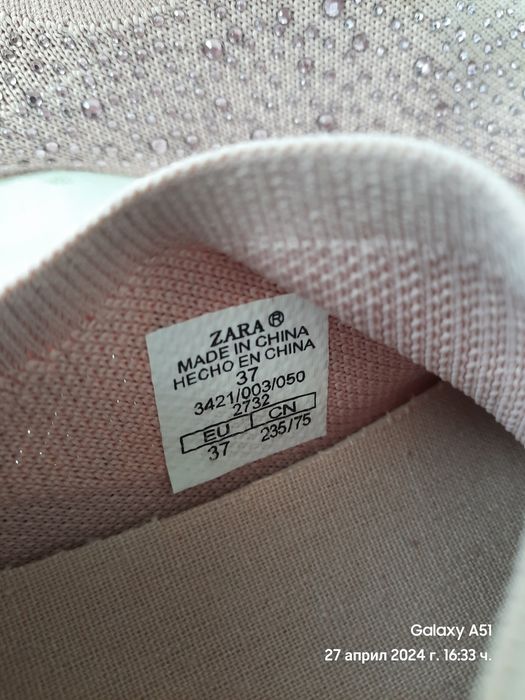 ZARA®
MADE IN CHINA
HECHO EN CHINA
37
3421/003/050
2732
EU CN
37 235/75
Galaxy A51
27 април 2024 г. 16:33 ч.